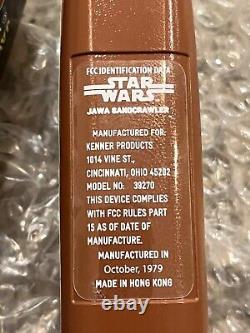 FCC IDENTIFICATION DATA
STAR
WARS
JAWA SANDCRAWLER
MANUFACTURED FOR:
KENNER PRODUCTS
1014 VINE ST.,
CINCINNATI, OHIO 45202
MODEL NO: 39270
THIS DEVICE COMPLIES
WITH FCC RULES PART
15 AS OF DATE OF
MANUFACTURE.
MANUFACTURED IN
October, 1979
MADE IN HONG KONG
worthpoint.com